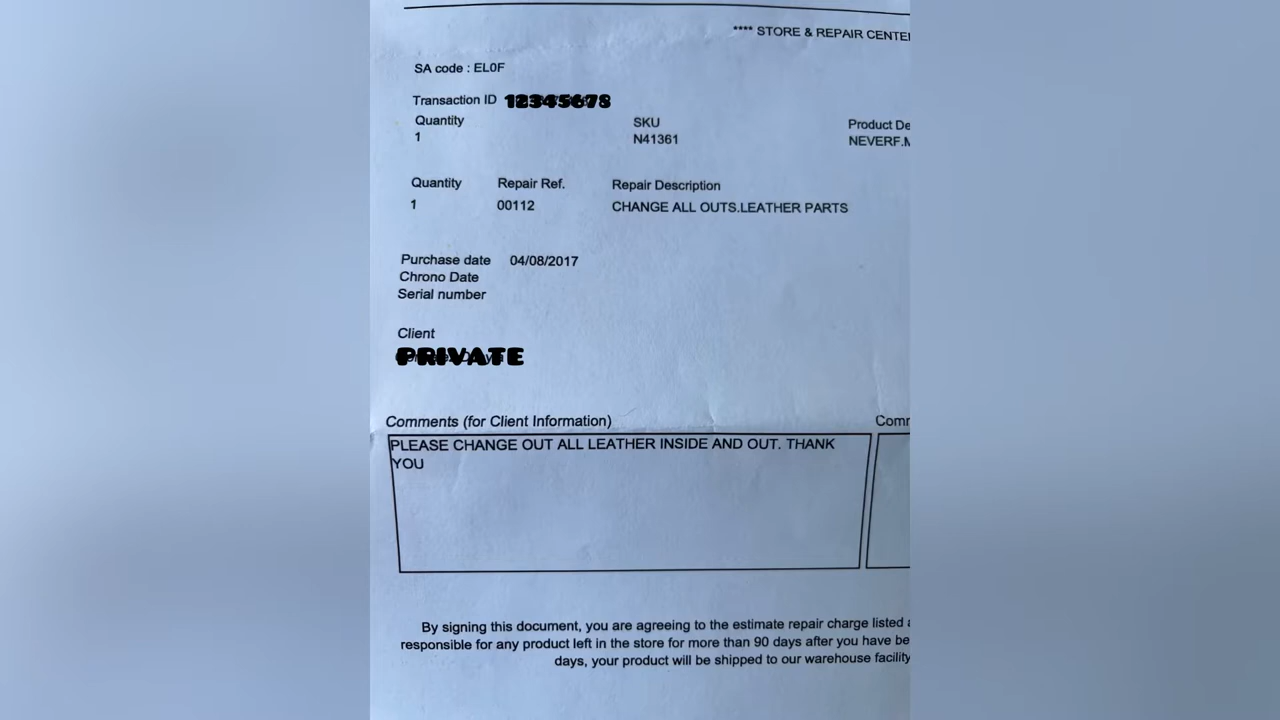 **** STORE & REPAIR CENTER
SA code : EL0F
Transaction ID 12345678
Quantity SKU Product De
1 N41361 NEVERF.M
Quantity Repair Ref. Repair Description
1 00112 CHANGE ALL OUTS.LEATHER PARTS
Purchase date 04/08/2017
Chrono Date
Serial number
Client
PRIVATE
Comments (for Client Information) Comm
PLEASE CHANGE OUT ALL LEATHER INSIDE AND OUT. THANK
YOU
By signing this document, you are agreeing to the estimate repair charge listed
responsible for any product left in the store for more than 90 days after you have be
days, your product will be shipped to our warehouse facility